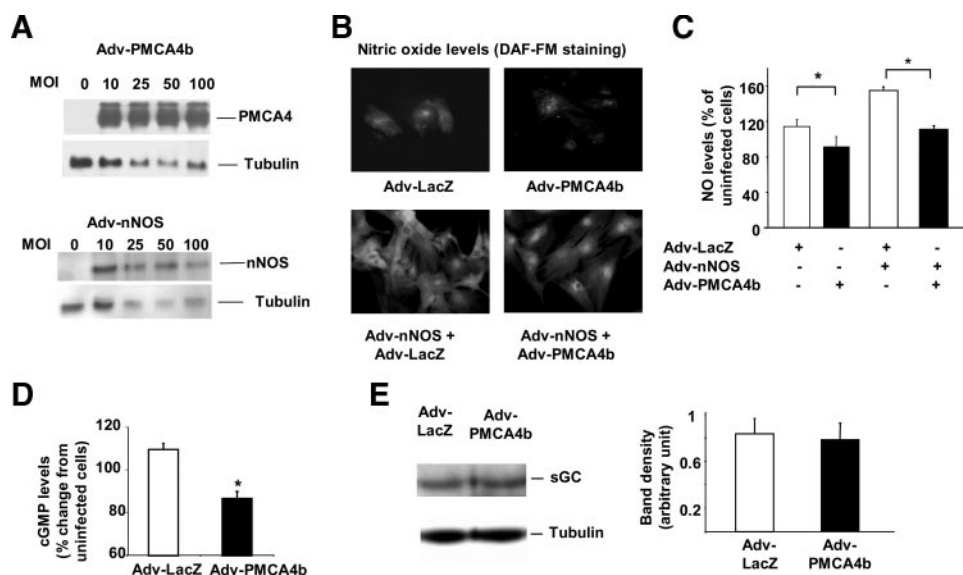 A
Adv-PMCA4b
MOI 0 10 25 50 100
PMCA4
Tubulin
Adv-nNOS
MOI 0 10 25 50 100
nNOS
Tubulin
B
Nitric oxide levels (DAF-FM staining)
Adv-LacZ
Adv-PMCA4b
Adv-nNOS +
Adv-LacZ
Adv-nNOS +
Adv-PMCA4b
C
NO levels (% of
uninfected cells)
160
120
80
40
0
* *
Adv-LacZ + - + -
Adv-nNOS - - + +
Adv-PMCA4b - + - +
D
cGMP levels
(% change from
uninfected cells)
120
100
80
60
*
Adv-LacZ Adv-PMCA4b
E
Adv-
LacZ
Adv-
PMCA4b
sGC
Tubulin
Band density
(arbitrary unit)
1
0.8
0.4
0
Adv-
LacZ
Adv-
PMCA4b